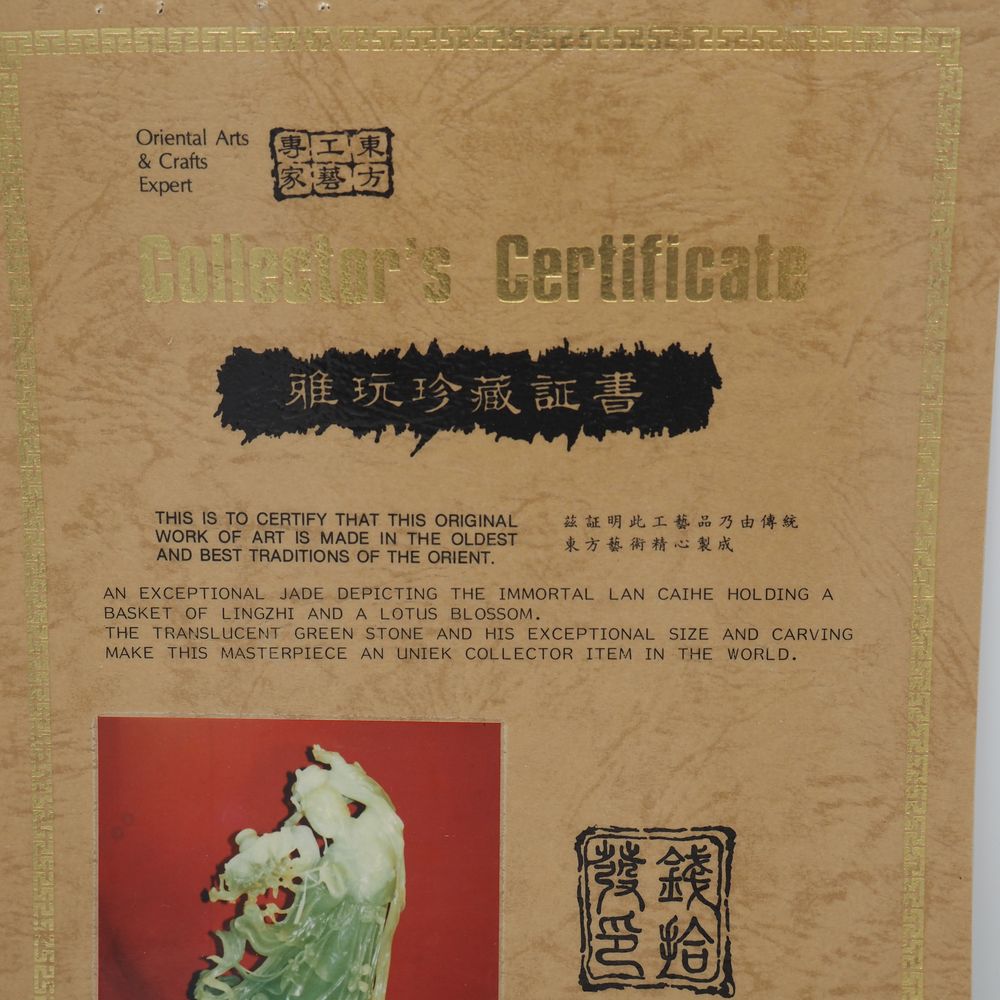 Oriental Arts
& Crafts
Expert
東方
工藝
專家
Collector's Certificate
雅玩珍藏証書
THIS IS TO CERTIFY THAT THIS ORIGINAL
WORK OF ART IS MADE IN THE OLDEST
AND BEST TRADITIONS OF THE ORIENT.
茲証明此工藝品乃由傳統
東方藝術精心製成
AN EXCEPTIONAL JADE DEPICTING THE IMMORTAL LAN CAIHE HOLDING A
BASKET OF LINGZHI AND A LOTUS BLOSSOM.
THE TRANSLUCENT GREEN STONE AND HIS EXCEPTIONAL SIZE AND CARVING
MAKE THIS MASTERPIECE AN UNIEK COLLECTOR ITEM IN THE WORLD.
錢拾
發印